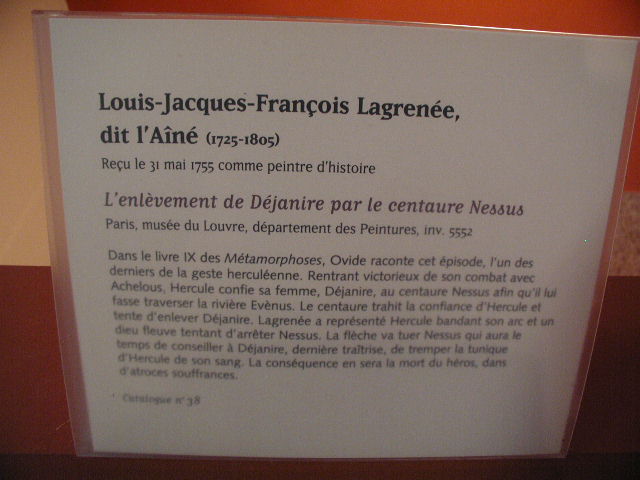 Louis-Jacques-François Lagrenée,
dit l'Aîné (1725-1805)
Reçu le 31 mai 1755 comme peintre d'histoire
L'enlèvement de Déjanire par le centaure Nessus
Paris, musée du Louvre, département des Peintures, inv. 5552
Dans le livre IX des Métamorphoses, Ovide raconte cet épisode, l'un des
derniers de la geste herculéenne. Rentrant victorieux de son combat avec
Achelous, Hercule confie sa femme, Déjanire, au centaure Nessus afin qu'il lui
fasse traverser la rivière Evènus. Le centaure trahit la confiance d'Hercule et
tente d'enlever Déjanire. Lagrenée a représenté Hercule bandant son arc et un
dieu fleuve tentant d'arrêter Nessus. La flèche va tuer Nessus qui aura le
temps de conseiller à Déjanire, dernière traîtrise, de tremper la tunique
d'Hercule de son sang. La conséquence en sera la mort du héros, dans
d'atroces souffrances.
Catalogue n° 38